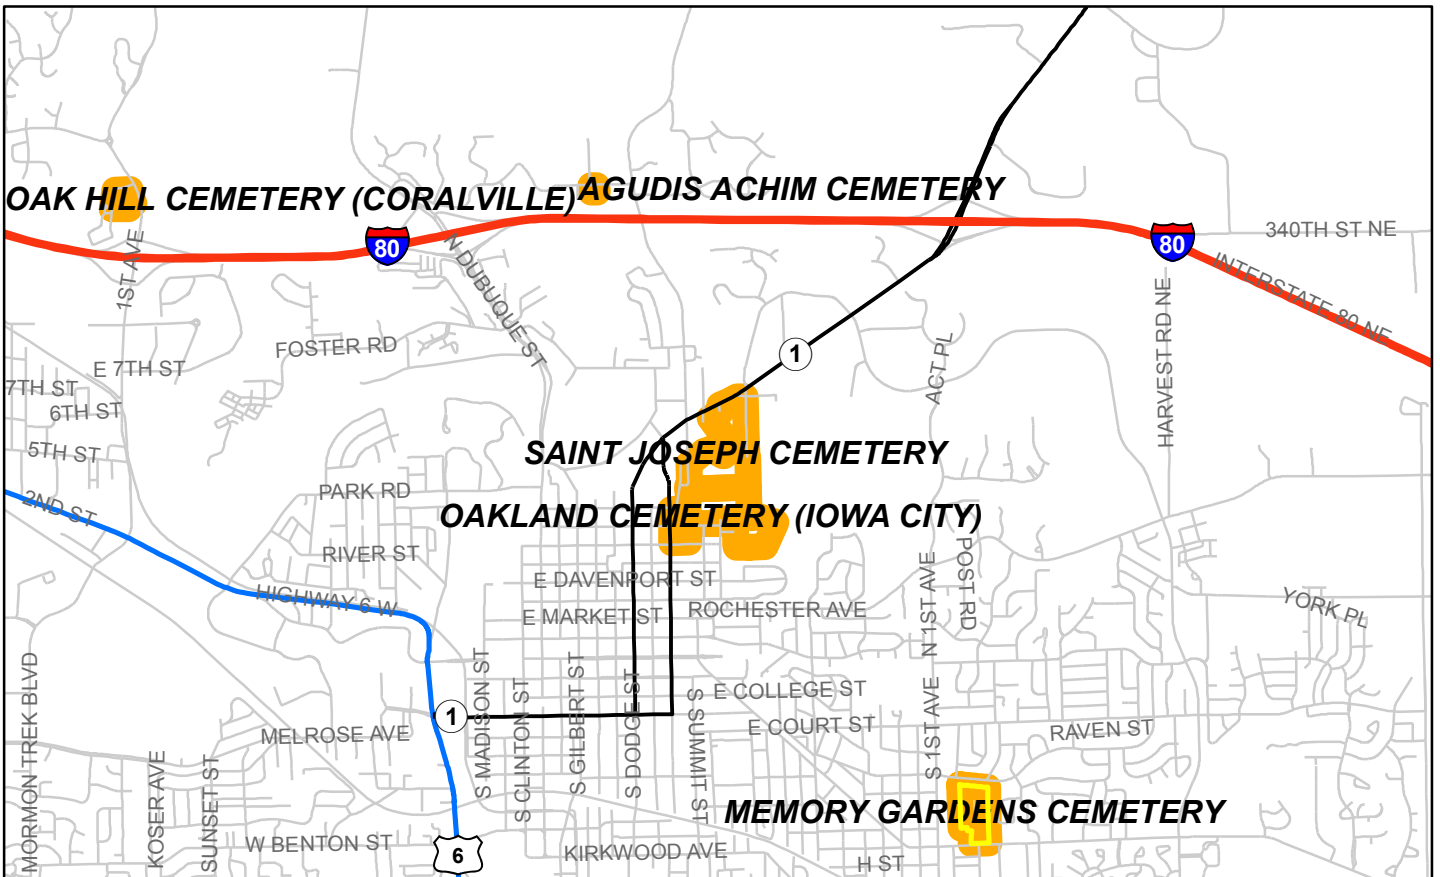 OAK HILL CEMETERY (CORALVILLE)
AGUDIS ACHIM CEMETERY
80
80
340TH ST NE
INTERSTATE 80 NE
1ST AVE
N DUBUQUE ST
HARVEST RD NE
FOSTER RD
1
ACT PL
E 7TH ST
7TH ST
6TH ST
5TH ST
SAINT JOSEPH CEMETERY
2ND ST
PARK RD
OAKLAND CEMETERY (IOWA CITY)
RIVER ST
E DAVENPORT ST
N 1ST AVE
POST RD
HIGHWAY 6 W
E MARKET ST
ROCHESTER AVE
YORK PL
MORMON TREK BLVD
S MADISON ST
S CLINTON ST
S GILBERT ST
S DODGE ST
S SUMMIT ST
E COLLEGE ST
S 1ST AVE
1
MELROSE AVE
E COURT ST
RAVEN ST
KOSER AVE
SUNSET ST
MEMORY GARDENS CEMETERY
W BENTON ST
6
KIRKWOOD AVE
H ST